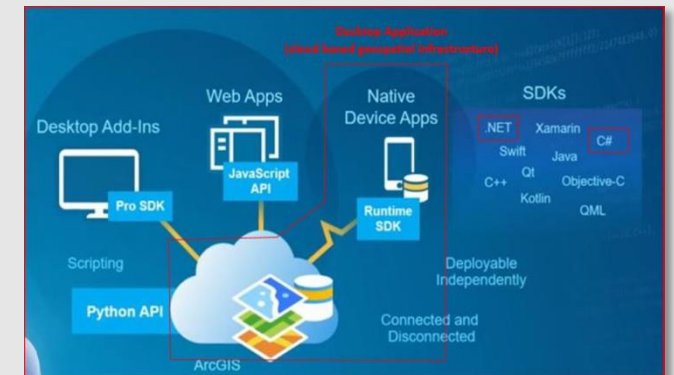 Desktop Application
(cloud based geospatial infrastructure)
Web Apps
Native
Device Apps
SDKs
Desktop Add-Ins
.NET
Xamarin
C#
Swift
Java
JavaScript
API
C++
Qt
Objective-C
Kotlin
QML
Pro SDK
Runtime
SDK
Scripting
Deployable
Independently
Python API
Connected and
Disconnected
ArcGIS